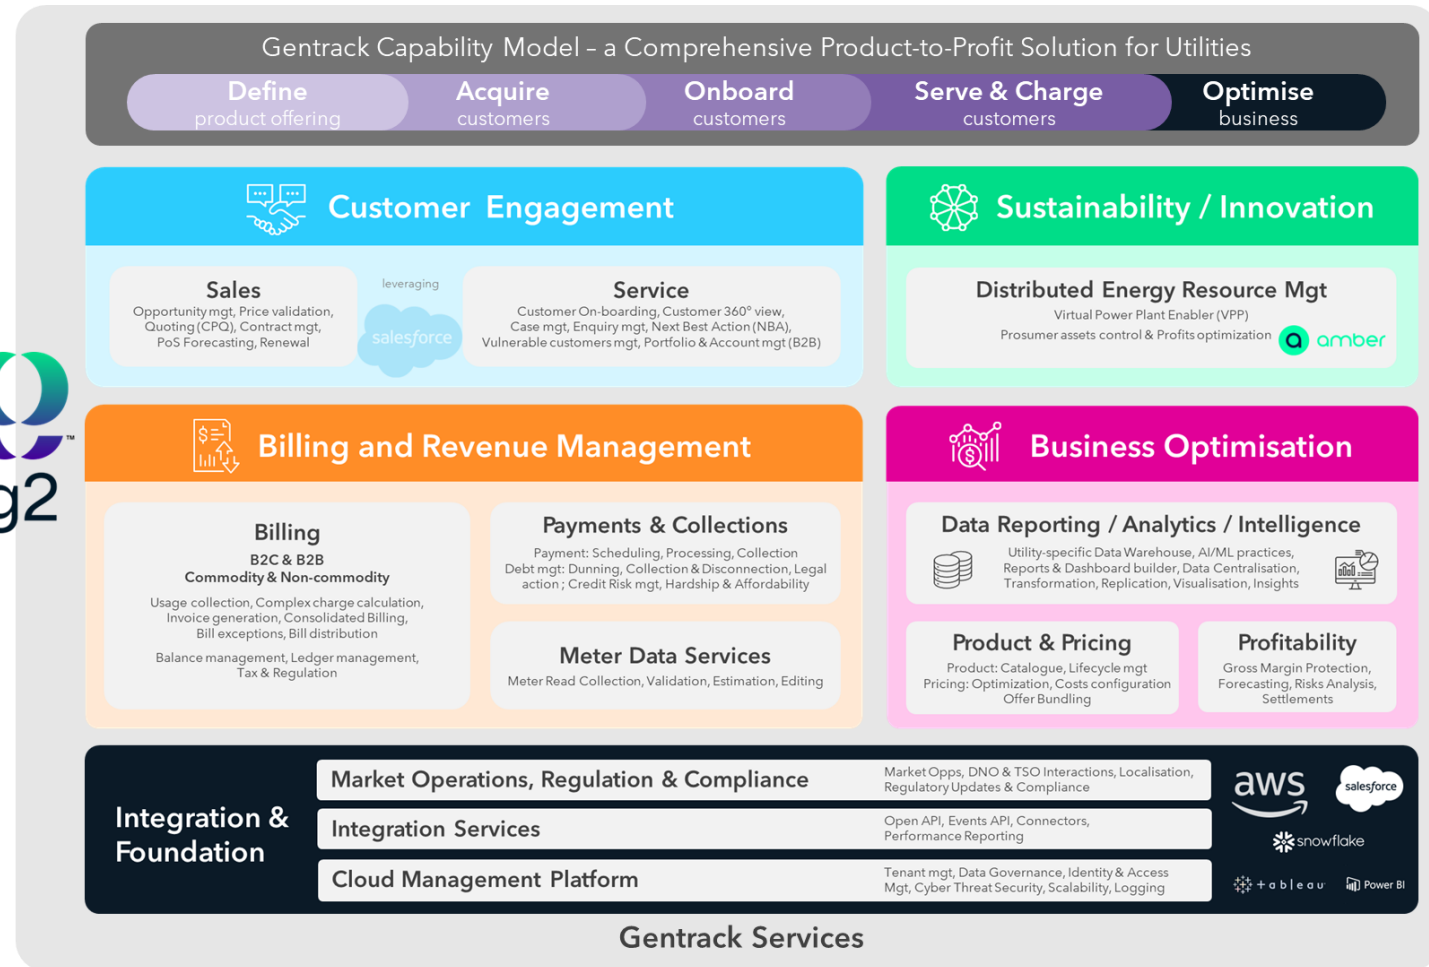 Gentrack Capability Model – a Comprehensive Product-to-Profit Solution for Utilities
Define
product offering
Acquire
customers
Onboard
customers
Serve & Charge
customers
Optimise
business
Customer Engagement
Sales
Opportunity mgt, Price validation,
Quoting (CPQ), Contract mgt,
PoS Forecasting, Renewal
leveraging
salesforce
Service
Customer On-boarding, Customer 360° view,
Case mgt, Enquiry mgt, Next Best Action (NBA),
Vulnerable customers mgt, Portfolio & Account mgt (B2B)
Sustainability / Innovation
Distributed Energy Resource Mgt
Virtual Power Plant Enabler (VPP)
Prosumer assets control & Profits optimization
amber
g2
™
Billing and Revenue Management
Billing
B2C & B2B
Commodity & Non-commodity
Usage collection, Complex charge calculation,
Invoice generation, Consolidated Billing,
Bill exceptions, Bill distribution
Balance management, Ledger management,
Tax & Regulation
Payments & Collections
Payment: Scheduling, Processing, Collection
Debt mgt: Dunning, Collection & Disconnection, Legal
action ; Credit Risk mgt, Hardship & Affordability
Meter Data Services
Meter Read Collection, Validation, Estimation, Editing
Business Optimisation
Data Reporting / Analytics / Intelligence
Utility-specific Data Warehouse, AI/ML practices,
Reports & Dashboard builder, Data Centralisation,
Transformation, Replication, Visualisation, Insights
Product & Pricing
Product: Catalogue, Lifecycle mgt
Pricing: Optimization, Costs configuration
Offer Bundling
Profitability
Gross Margin Protection,
Forecasting, Risks Analysis,
Settlements
Integration &
Foundation
Market Operations, Regulation & Compliance
Market Opps, DNO & TSO Interactions, Localisation,
Regulatory Updates & Compliance
Integration Services
Open API, Events API, Connectors,
Performance Reporting
Cloud Management Platform
Tenant mgt, Data Governance, Identity & Access
Mgt, Cyber Threat Security, Scalability, Logging
aws
salesforce
snowflake
+ableau
Power BI
Gentrack Services